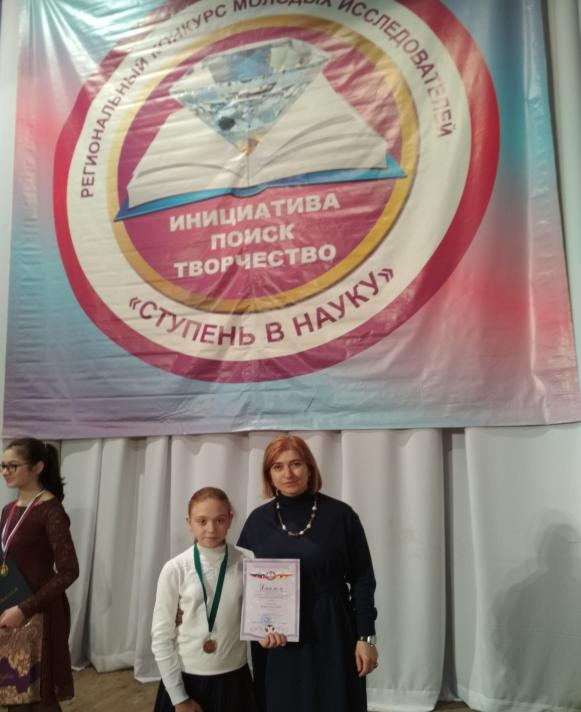 РЕГИОНАЛЬНЫЙ КОНКУРС МОЛОДЫХ ИССЛЕДОВАТЕЛЕЙ
ИНИЦИАТИВА
ПОИСК
ТВОРЧЕСТВО
«СТУПЕНЬ В НАУКУ»